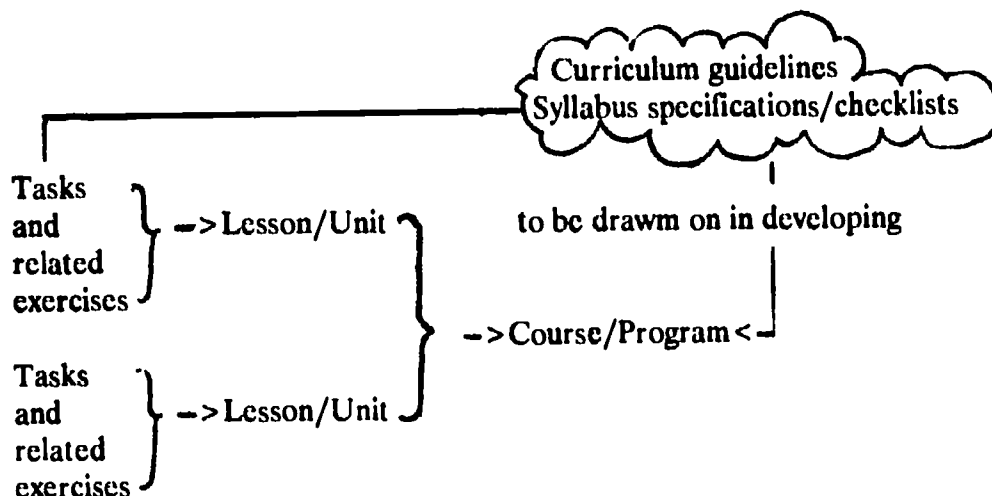 Curriculum guidelines
Syllabus specifications/checklists
Tasks
and
related
exercises
-> Lesson/Unit
to be drawm on in developing
-> Course/Program <-
Tasks
and
related
exercises
-> Lesson/Unit